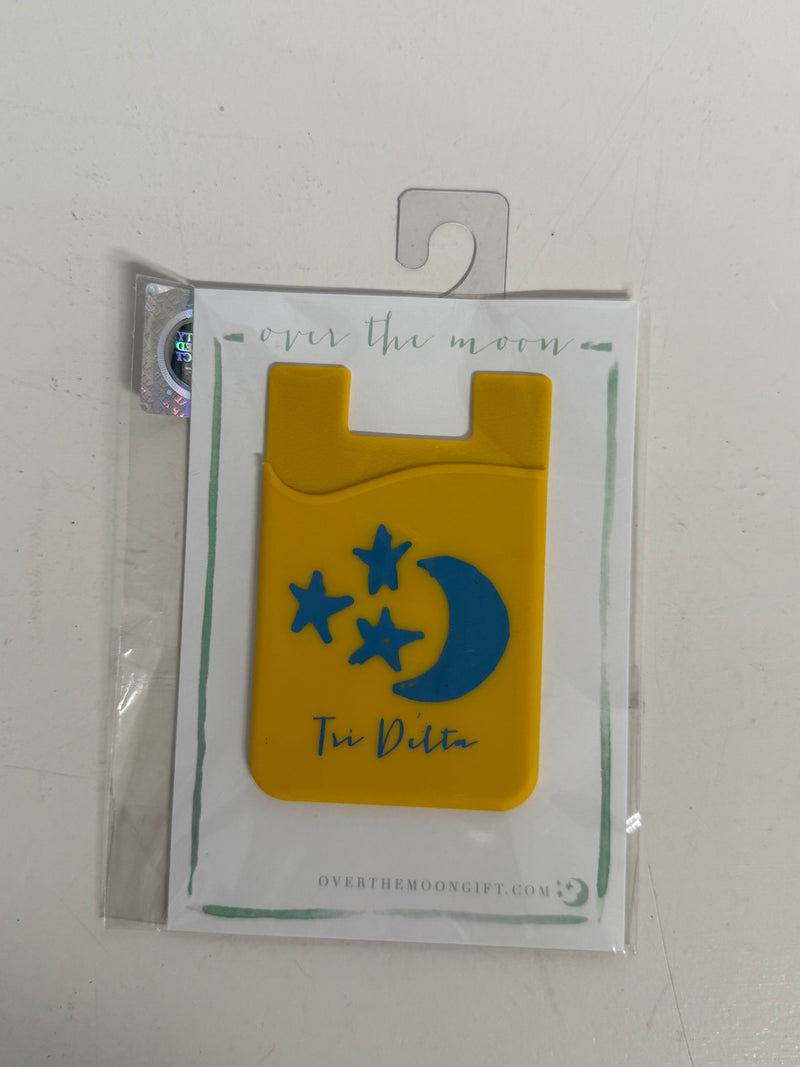 over the moon
Tri Delta
OVERTHEMOONGIFT.COM